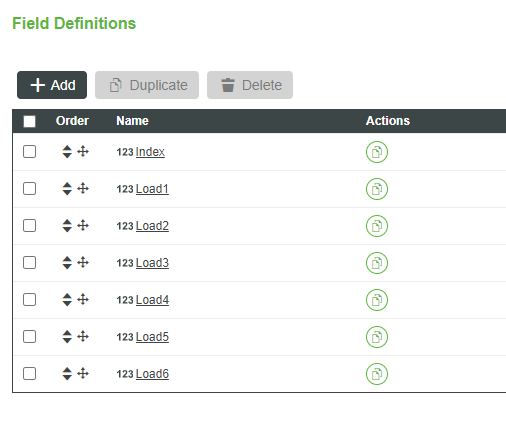 Field Definitions
Add Duplicate Delete
Order Name Actions
123 Index
123 Load1
123 Load2
123 Load3
123 Load4
123 Load5
123 Load6